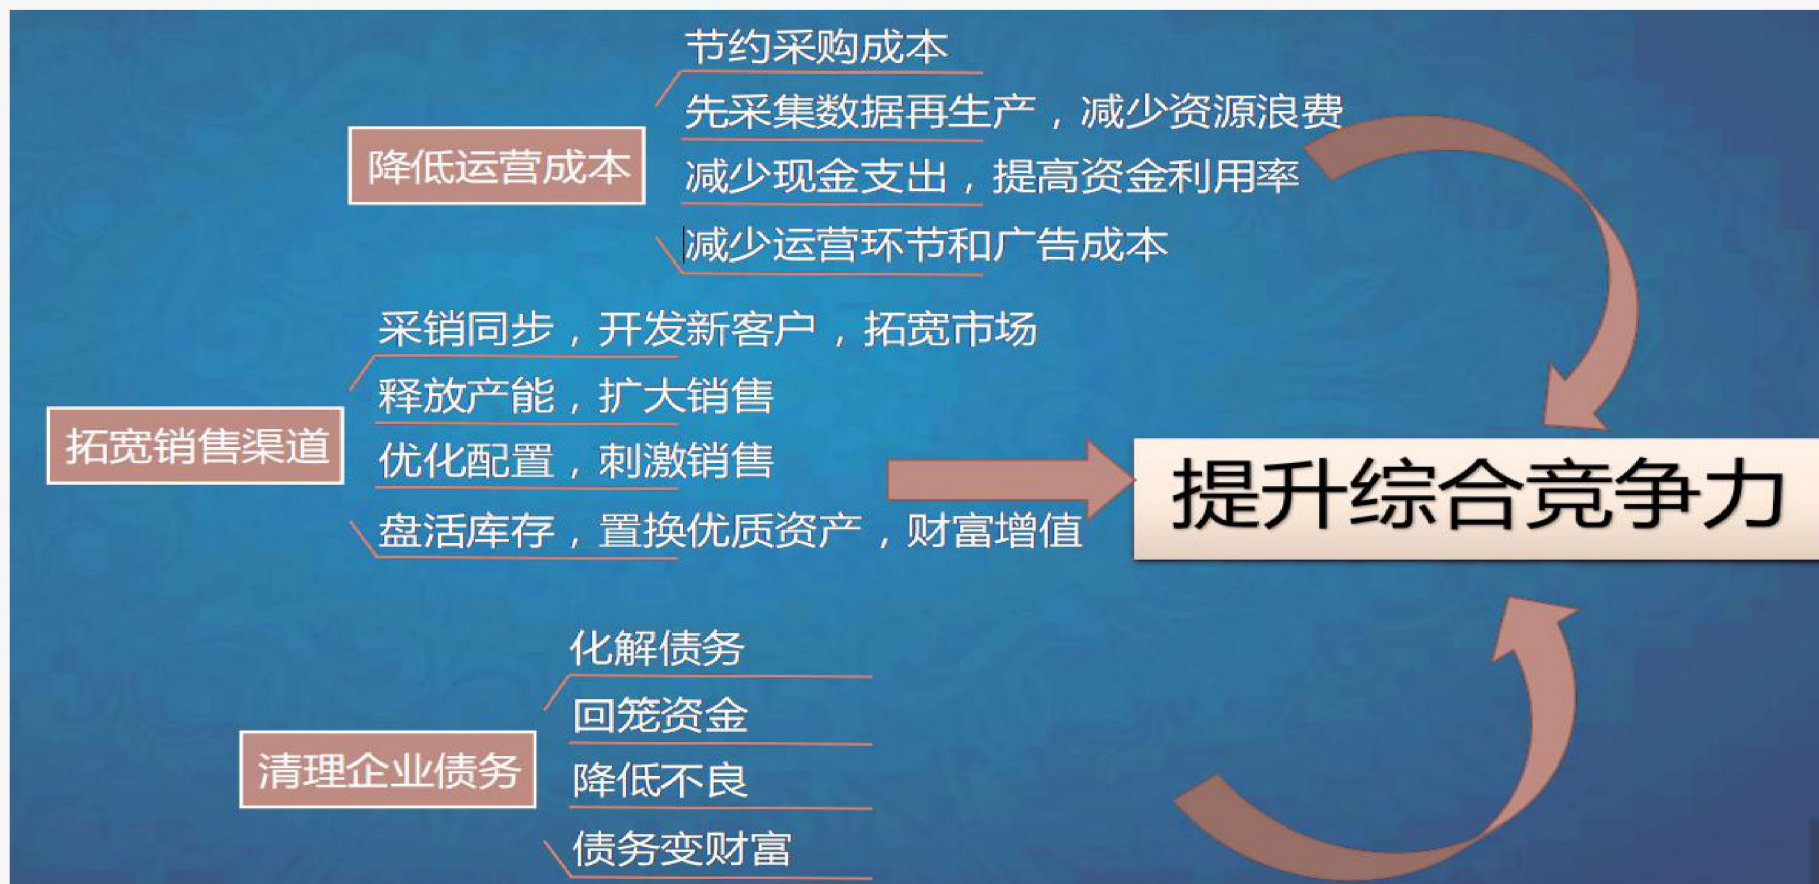 节约采购成本
先采集数据再生产，减少资源浪费
降低运营成本
减少现金支出，提高资金利用率
减少运营环节和广告成本
采销同步，开发新客户，拓宽市场
释放产能，扩大销售
拓宽销售渠道
优化配置，刺激销售
盘活库存，置换优质资产，财富增值
提升综合竞争力
化解债务
回笼资金
清理企业债务
降低不良
债务变财富